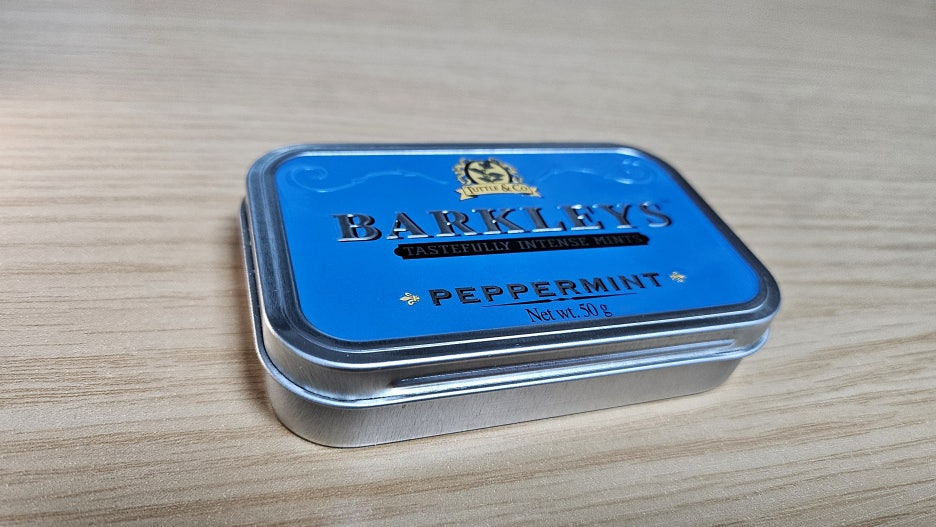 TUTTLE & CO
BARKLEYS
TASTEFULLY INTENSE MINTS
PEPPERMINT
Net wt. 50 g